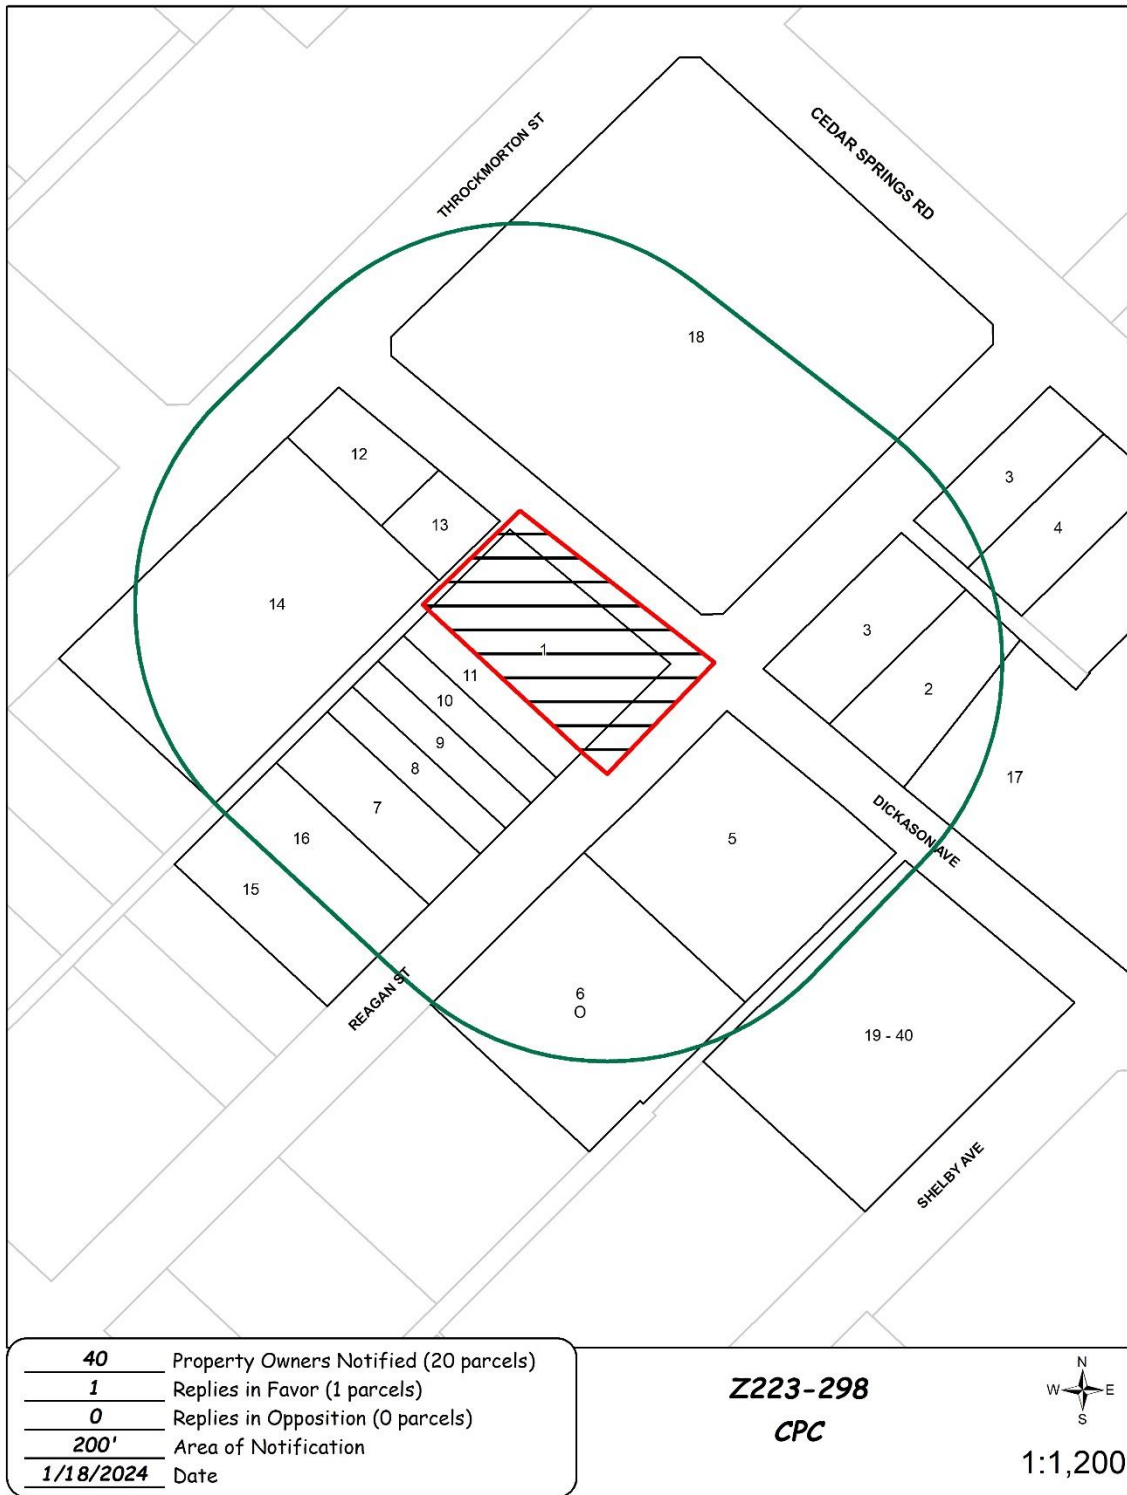 THROCKMORTON ST
CEDAR SPRINGS RD
18
12
3
13
4
14
3
1
11
2
10
9
17
8
7
DICKASON AVE
16
5
15
6
O
REAGAN ST
19 - 40
SHELBY AVE
40 Property Owners Notified (20 parcels)
1 Replies in Favor (1 parcels)
0 Replies in Opposition (0 parcels)
200' Area of Notification
1/18/2024 Date
Z223-298
CPC
N
W E
S
1:1,200